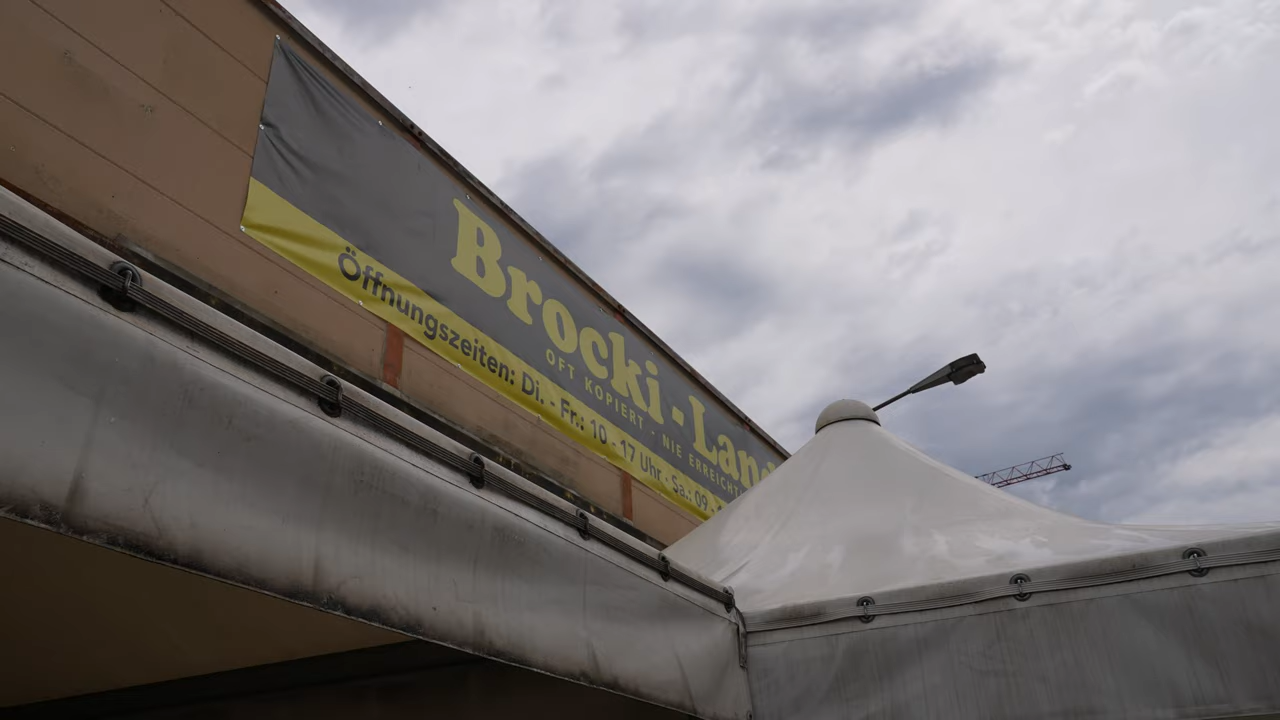 Brocki-Lan
OFT KOPIERT - NIE ERREICHT
Öffnungszeiten: Di. - Fr.: 10 - 17 Uhr - Sa.: 09 -